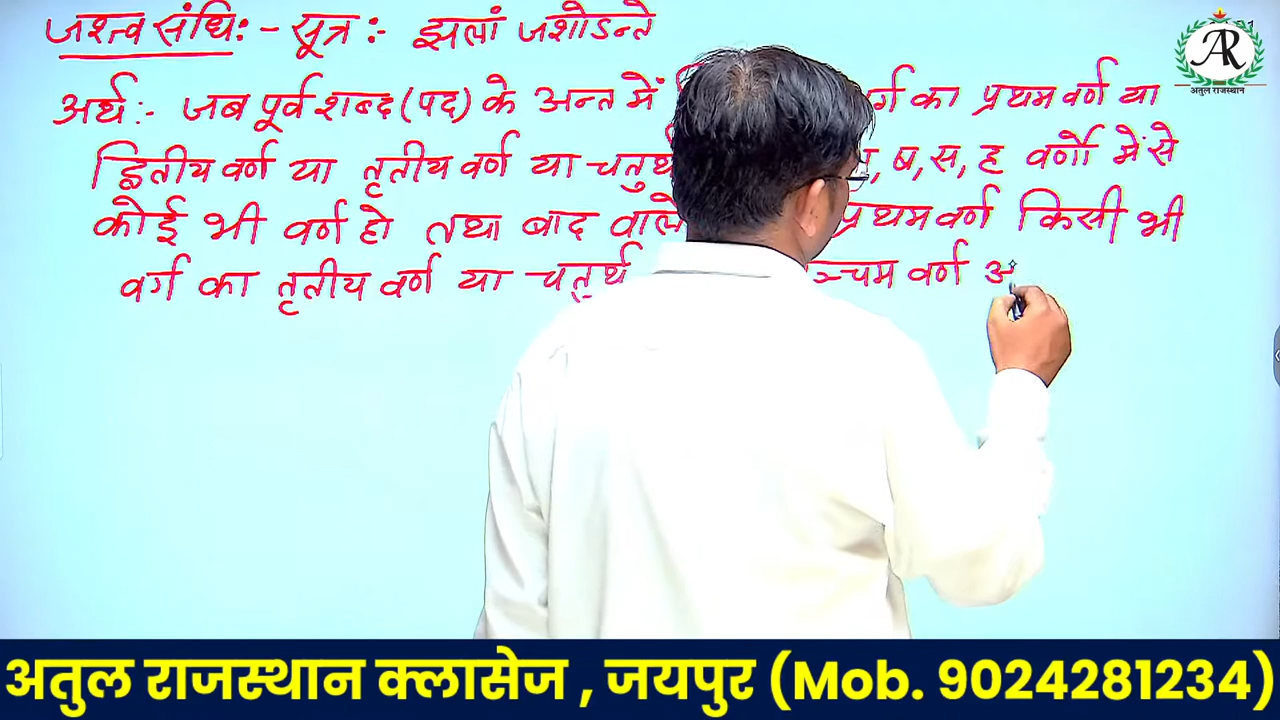 जश्त्व संधि: - सूत्र :- झलां जशोऽन्ते
अर्थ :- जब पूर्व शब्द (पद) के अन्त में का प्रथम वर्ण या
द्वितीय वर्ण या तृतीय वर्ण या चतुर्थ ष, स, ह वर्णों में से
कोई भी वर्ण हो तथा बाद वाले प्रथम वर्ण किसी भी
वर्ग का तृतीय वर्ण या चतुर्थ वर्ण
AR
अतुल राजस्थान
अतुल राजस्थान क्लासेज , जयपुर (Mob. 9024281234)